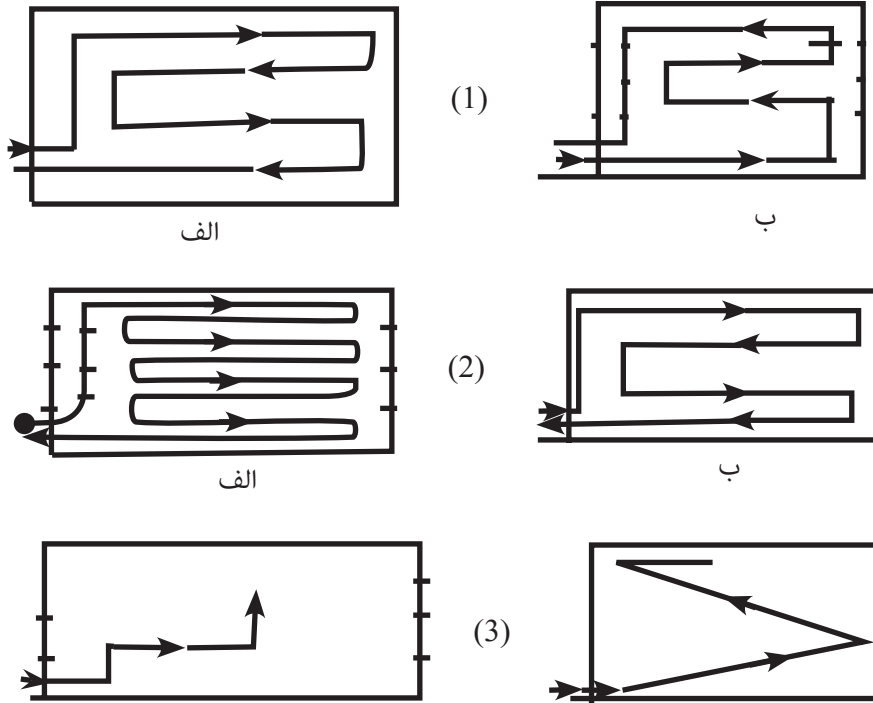 (1)
الف
ب
(2)
الف
ب
(3)